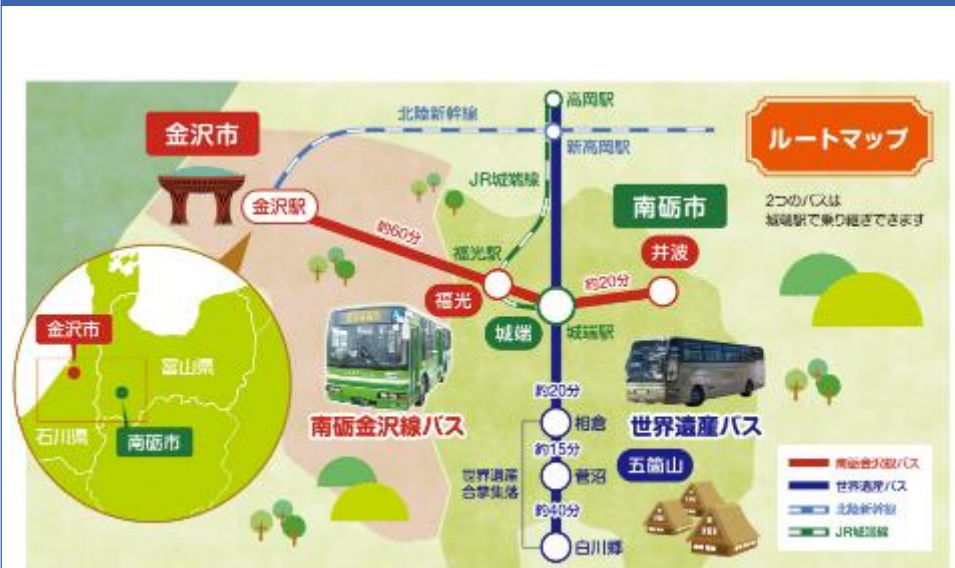 高岡駅
北陸新幹線
金沢市
ルートマップ
新高岡駅
JR城端線
金沢駅
南砺市
2つのバスは
城端駅で乗り継ぎできます
約60分
福光駅
井波
約20分
福光
城端
城端駅
金沢市
富山県
石川県
南砺市
南砺金沢線バス
約20分
相倉
世界遺産バス
約15分
五箇山
世界遺産
合掌集落
菅沼
約40分
白川郷
南砺金沢線バス
世界遺産バス
北陸新幹線
JR城端線